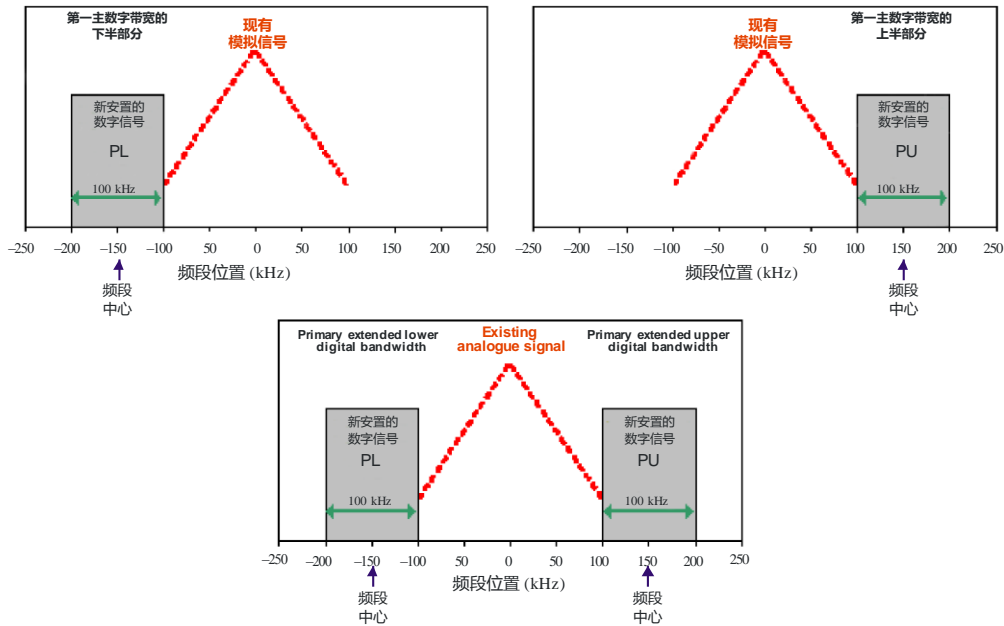 第一主数字带宽的
下半部分
现有
模拟信号
新安置的
数字信号
PL
100 kHz
–250 –200 –150 –100 50 0 50 100 150 200 250
频段位置 (kHz)
频段
中心
现有
模拟信号
第一主数字带宽的
上半部分
新安置的
数字信号
PU
100 kHz
–250 –200 –150 –100 –50 0 50 100 150 200 250
频段位置 (kHz)
频段
中心
Primary extended lower
digital bandwidth
Existing
analogue signal
Primary extended upper
digital bandwidth
新安置的
数字信号
PL
100 kHz
新安置的
数字信号
PU
100 kHz
–250 –200 –150 –100 50 0 50 100 150 200 250
频段位置 (kHz)
频段
中心
频段
中心